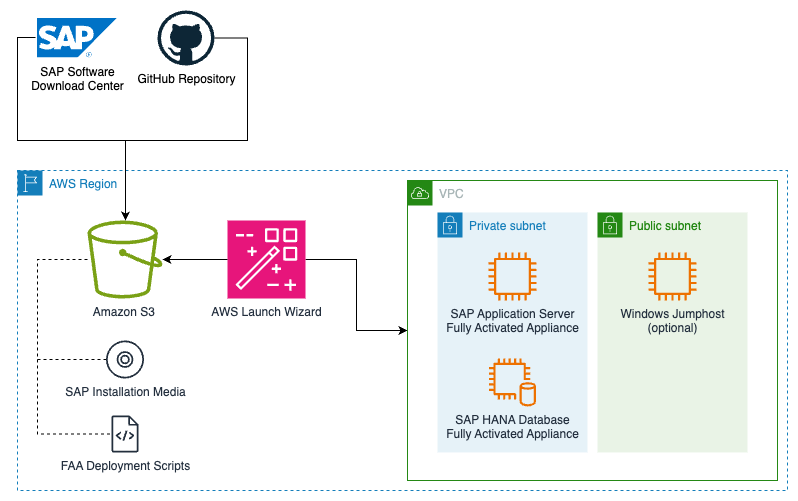 SAP
SAP Software
Download Center
GitHub Repository
AWS Region
VPC
Private subnet
Public subnet
SAP Application Server
Fully Activated Appliance
Windows Jumphost
(optional)
Amazon S3
AWS Launch Wizard
SAP Installation Media
SAP HANA Database
Fully Activated Appliance
</>
FAA Deployment Scripts